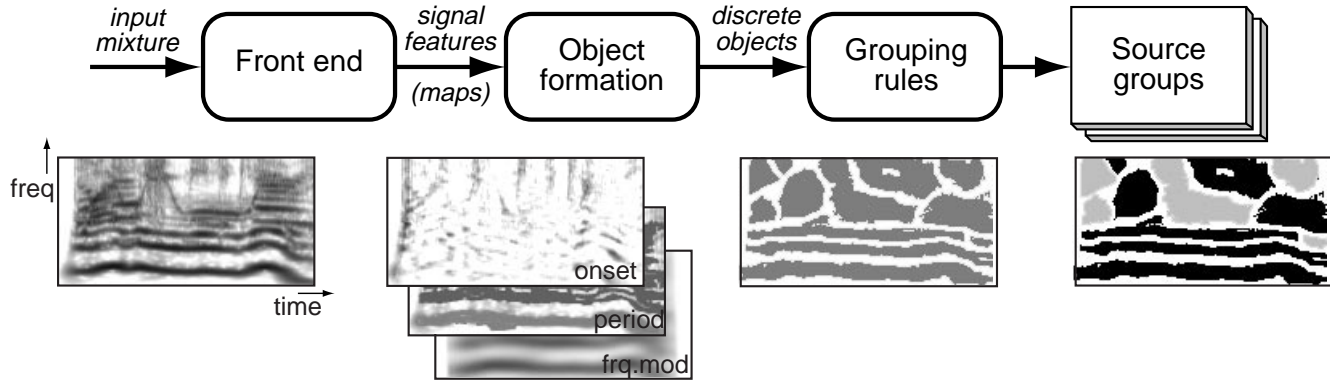 input
mixture
Front end
signal
features
(maps)
Object
formation
discrete
objects
Grouping
rules
Source
groups
freq
time
onset
period
frq.mod